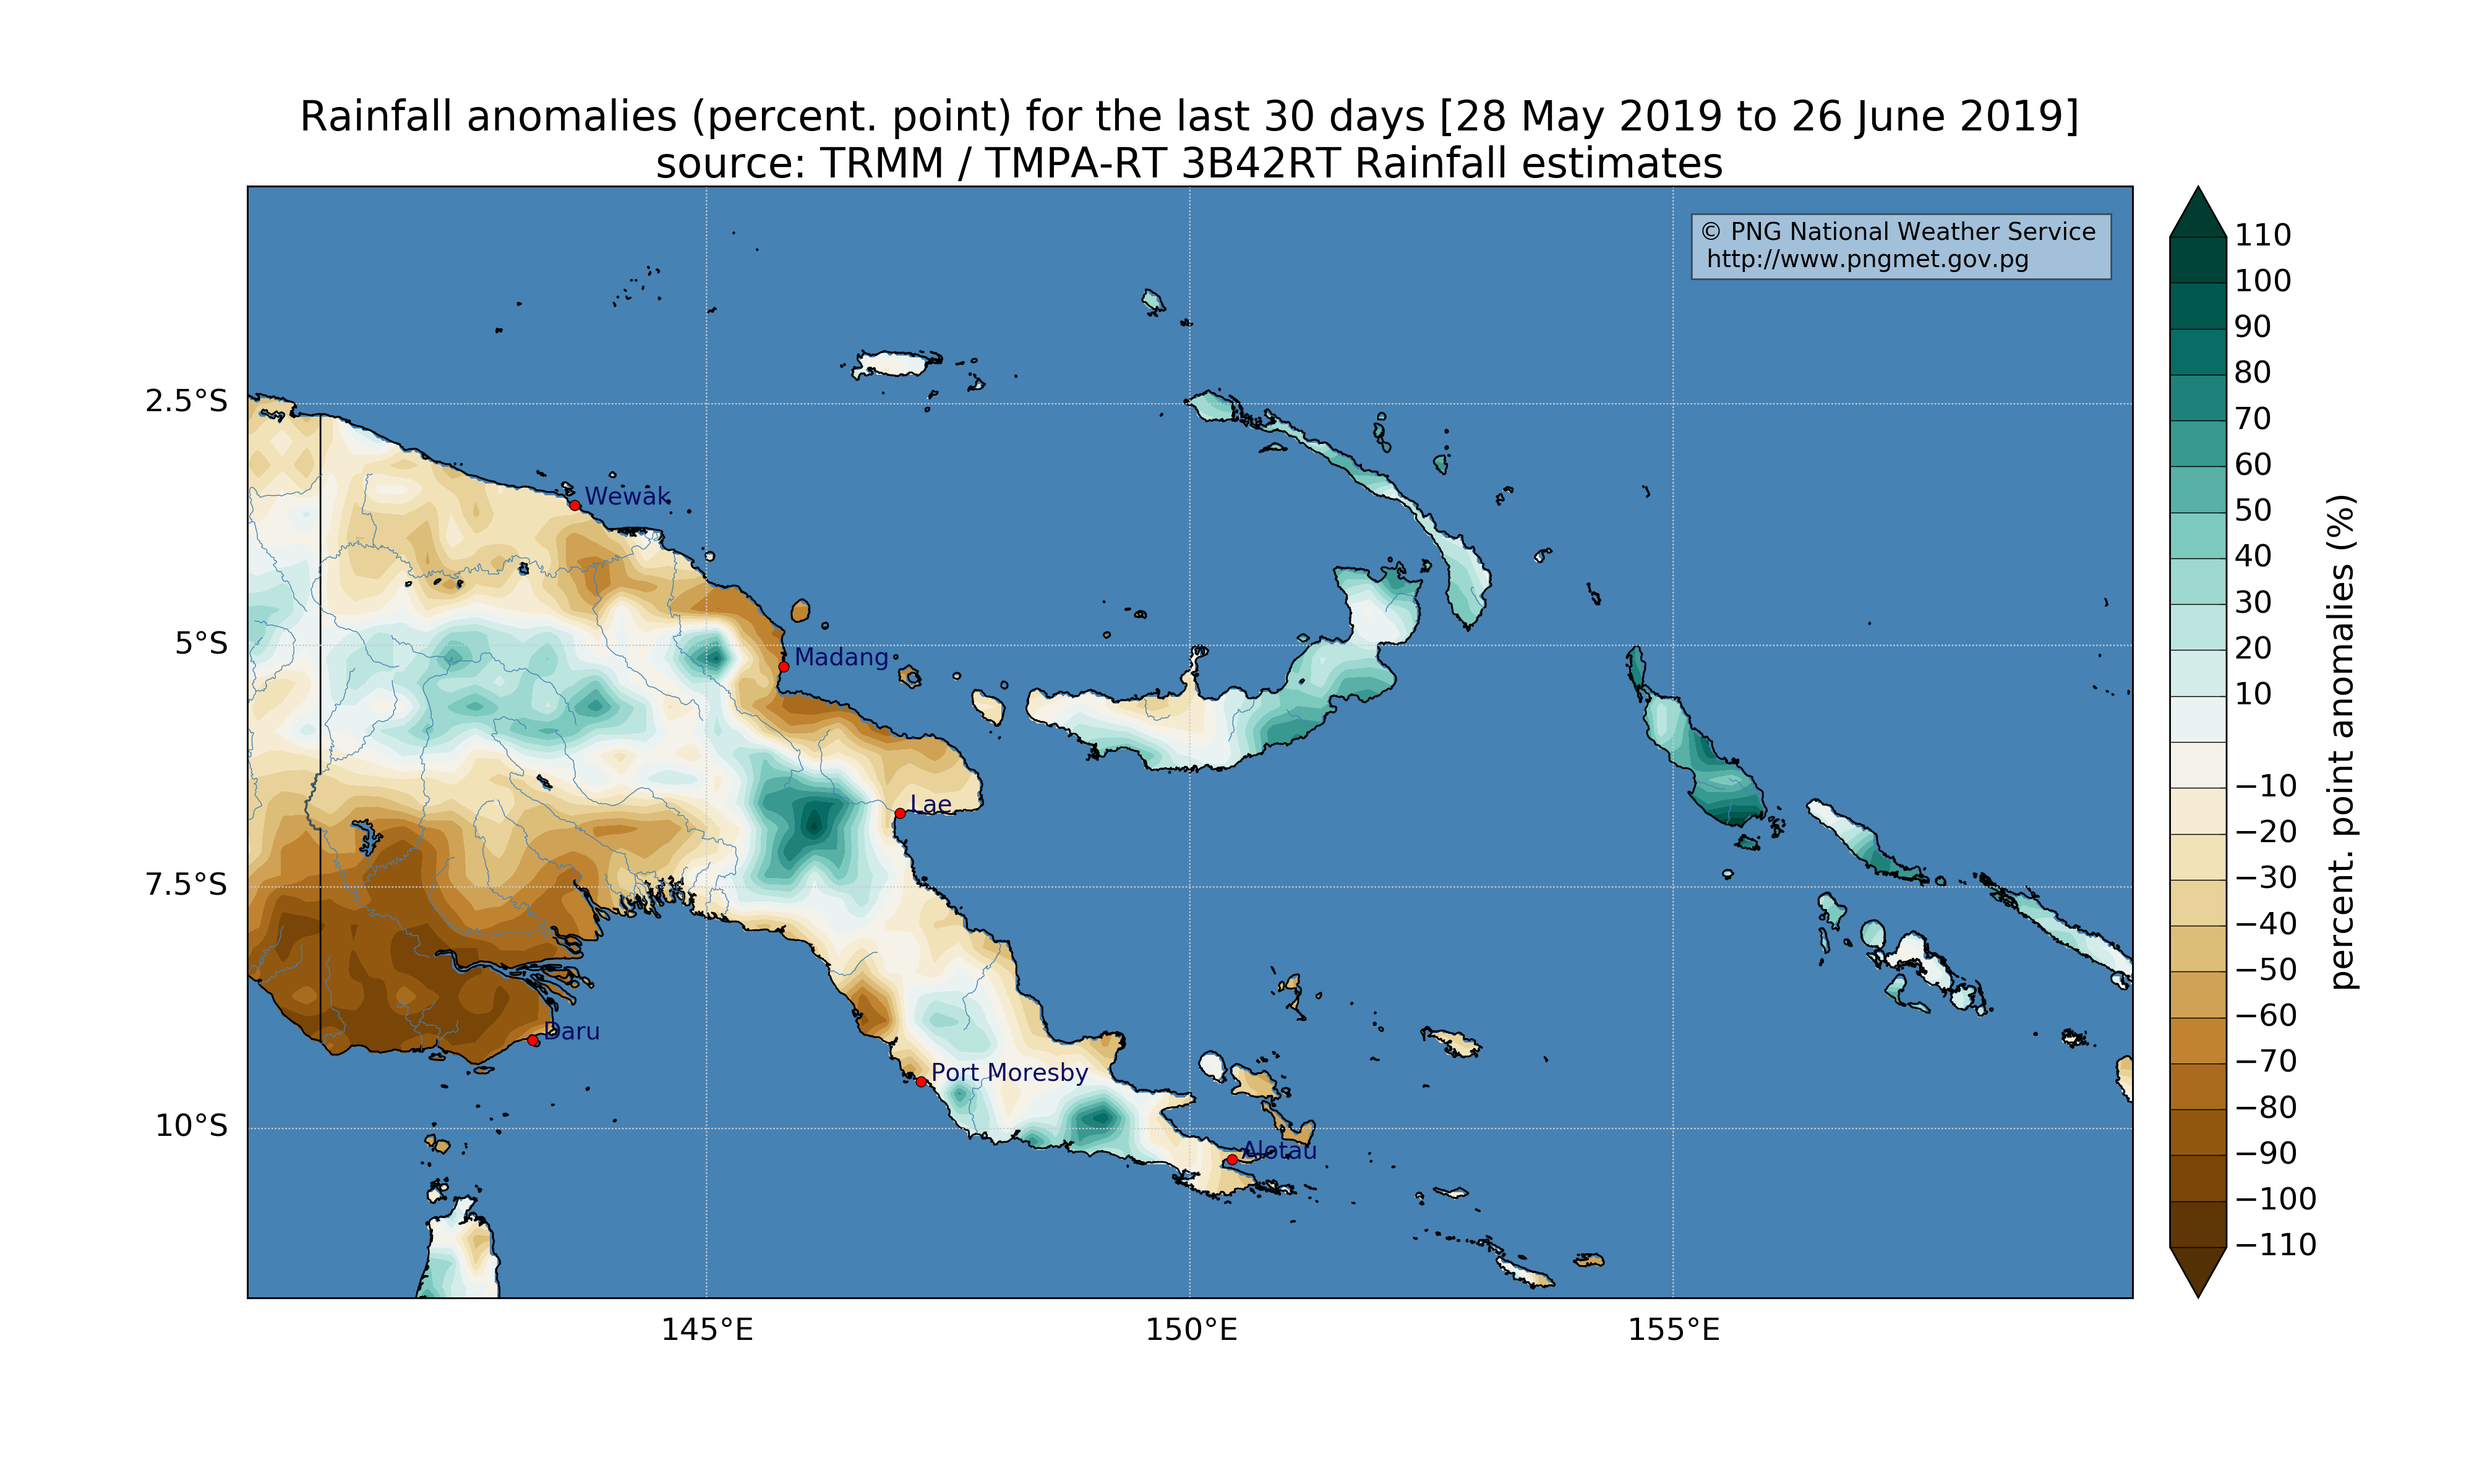 Rainfall anomalies (percent. point) for the last 30 days [28 May 2019 to 26 June 2019]
source: TRMM / TMPA-RT 3B42RT Rainfall estimates
© PNG National Weather Service
http://www.pngmet.gov.pg
2.5°S
5°S
7.5°S
10°S
Wewak
Madang
Lae
Daru
Port Moresby
Alotau
145°E
150°E
155°E
110
100
90
80
70
60
50
40
30
20
10
−10
−20
−30
−40
−50
−60
−70
−80
−90
−100
−110
percent. point anomalies (%)